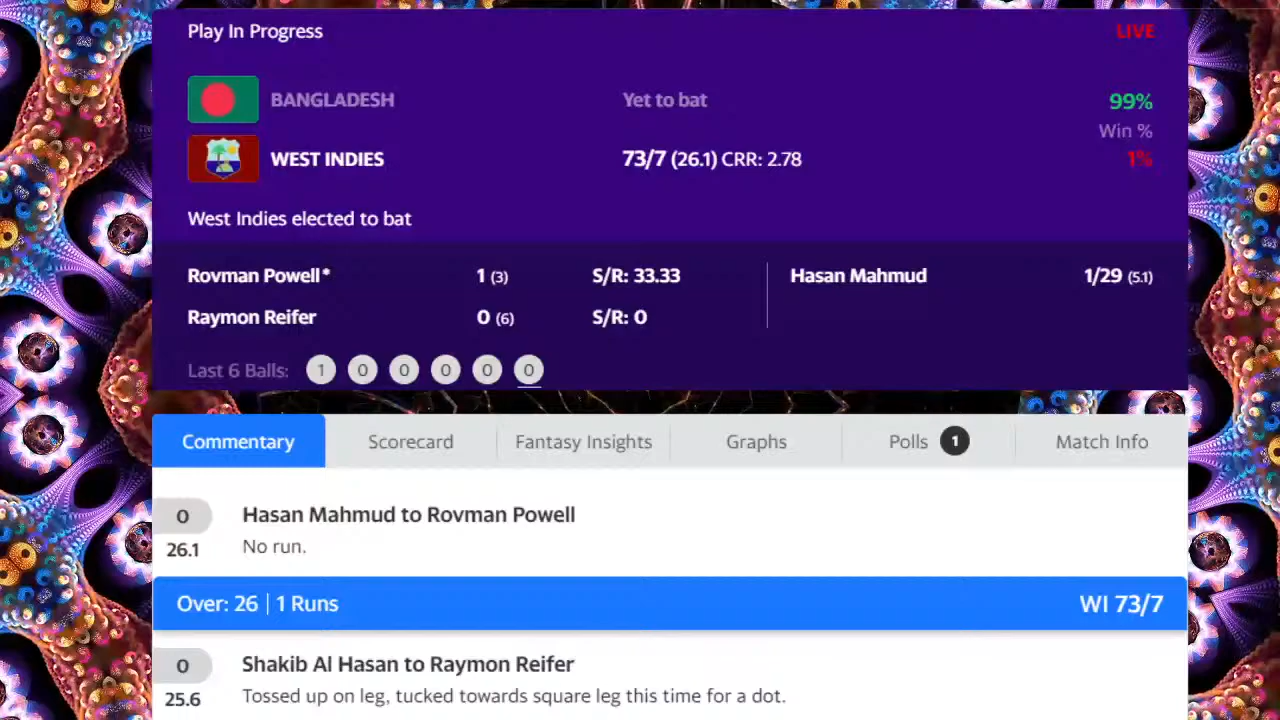 Play In Progress LIVE
BANGLADESH Yet to bat 99%
Win %
WEST INDIES 73/7 (26.1) CRR: 2.78 1%
West Indies elected to bat
Rovman Powell* 1 (3) S/R: 33.33 Hasan Mahmud 1/29 (5.1)
Raymon Reifer 0 (6) S/R: 0
Last 6 Balls: 1 0 0 0 0 0
Commentary Scorecard Fantasy Insights Graphs Polls 1 Match Info
0 Hasan Mahmud to Rovman Powell
26.1 No run.
Over: 26 | 1 Runs WI 73/7
0 Shakib Al Hasan to Raymon Reifer
25.6 Tossed up on leg, tucked towards square leg this time for a dot.